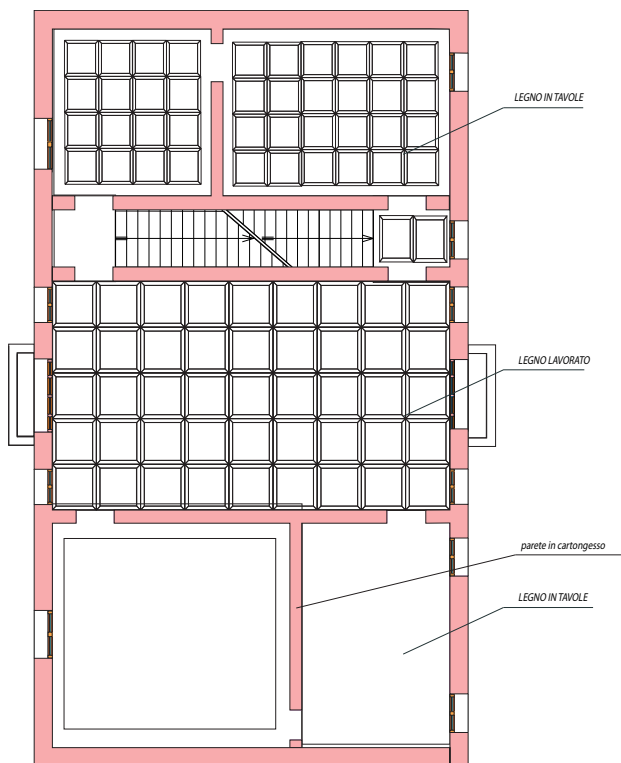 LEGNO IN TAVOLE
LEGNO LAVORATO
parete in cartongesso
LEGNO IN TAVOLE